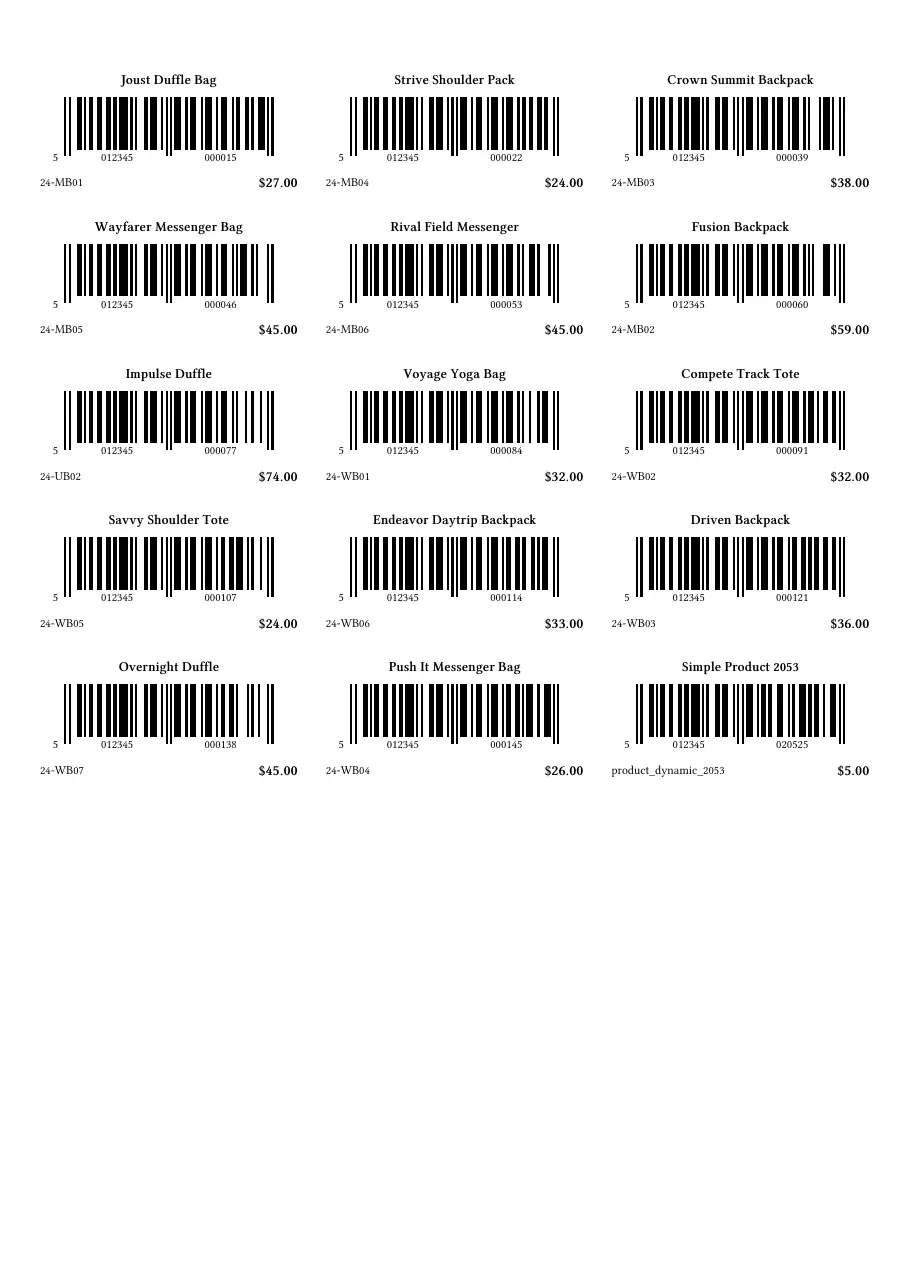 Joust Duffle Bag
5 012345 000015
24-MB01 $27.00
Strive Shoulder Pack
5 012345 000022
24-MB04 $24.00
Crown Summit Backpack
5 012345 000039
24-MB03 $38.00
Wayfarer Messenger Bag
5 012345 000046
24-MB05 $45.00
Rival Field Messenger
5 012345 000053
24-MB06 $45.00
Fusion Backpack
5 012345 000060
24-MB02 $59.00
Impulse Duffle
5 012345 000077
24-UB02 $74.00
Voyage Yoga Bag
5 012345 000084
24-WB01 $32.00
Compete Track Tote
5 012345 000091
24-WB02 $32.00
Savvy Shoulder Tote
5 012345 000107
24-WB05 $24.00
Endeavor Daytrip Backpack
5 012345 000114
24-WB06 $33.00
Driven Backpack
5 012345 000121
24-WB03 $36.00
Overnight Duffle
5 012345 000138
24-WB07 $45.00
Push It Messenger Bag
5 012345 000145
24-WB04 $26.00
Simple Product 2053
5 012345 020525
product_dynamic_2053 $5.00